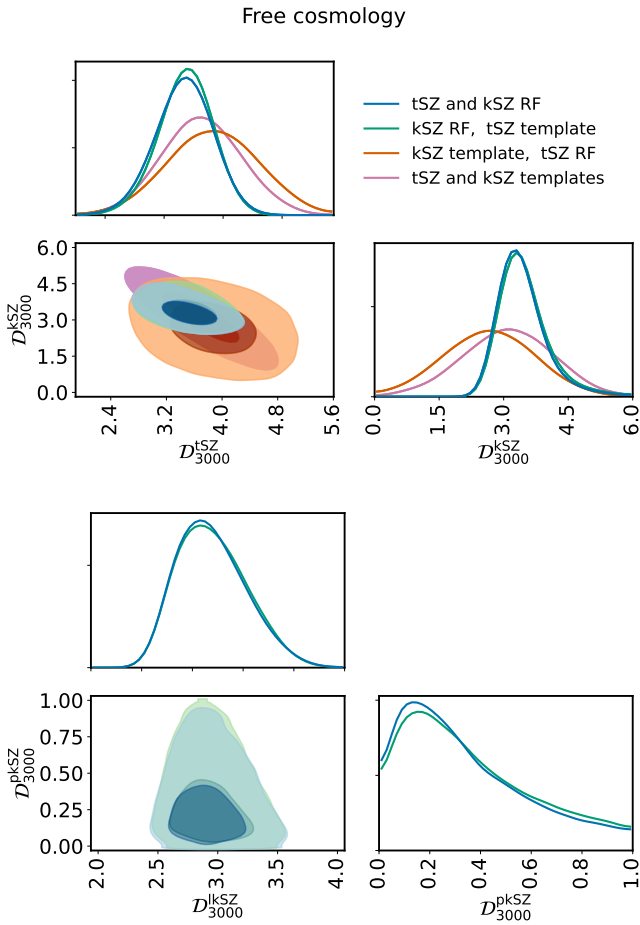 Free cosmology
tSZ and kSZ RF
kSZ RF, tSZ template
kSZ template, tSZ RF
tSZ and kSZ templates
6.0
4.5
3.0
1.5
0.0
D^kSZ_3000
2.4 3.2 4.0 4.8 5.6
D^tSZ_3000
0.0 1.5 3.0 4.5 6.0
D^kSZ_3000
1.00
0.75
0.50
0.25
0.00
D^pkSZ_3000
2.0 2.5 3.0 3.5 4.0
D^lkSZ_3000
0.0 0.2 0.4 0.6 0.8 1.0
D^pkSZ_3000